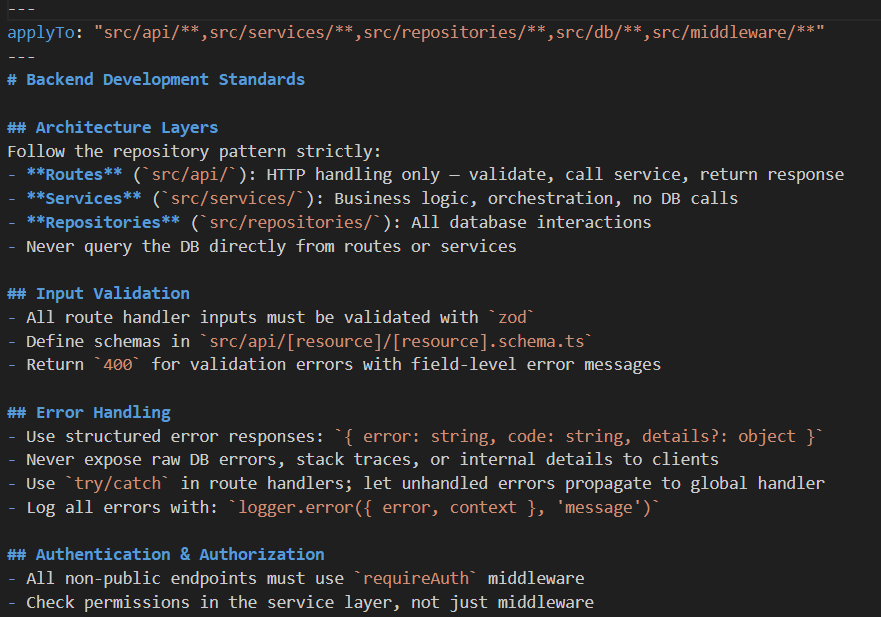 ---
applyTo: "src/api/**,src/services/**,src/repositories/**,src/db/**,src/middleware/**"
---
# Backend Development Standards

## Architecture Layers
Follow the repository pattern strictly:
- **Routes** (`src/api/`): HTTP handling only — validate, call service, return response
- **Services** (`src/services/`): Business logic, orchestration, no DB calls
- **Repositories** (`src/repositories/`): All database interactions
- Never query the DB directly from routes or services

## Input Validation
- All route handler inputs must be validated with `zod`
- Define schemas in `src/api/[resource]/[resource].schema.ts`
- Return `400` for validation errors with field-level error messages

## Error Handling
- Use structured error responses: `{ error: string, code: string, details?: object }`
- Never expose raw DB errors, stack traces, or internal details to clients
- Use `try/catch` in route handlers; let unhandled errors propagate to global handler
- Log all errors with: `logger.error({ error, context }, 'message')`

## Authentication & Authorization
- All non-public endpoints must use `requireAuth` middleware
- Check permissions in the service layer, not just middleware